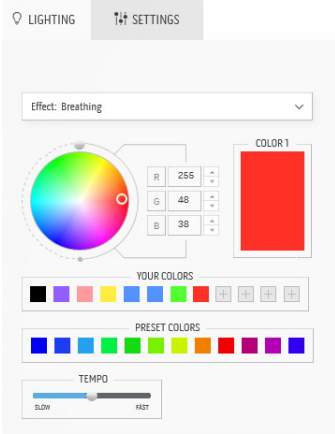 LIGHTING
SETTINGS
Effect: Breathing
COLOR 1
R 255
G 48
B 38
YOUR COLORS
PRESET COLORS
TEMPO
SLOW FAST